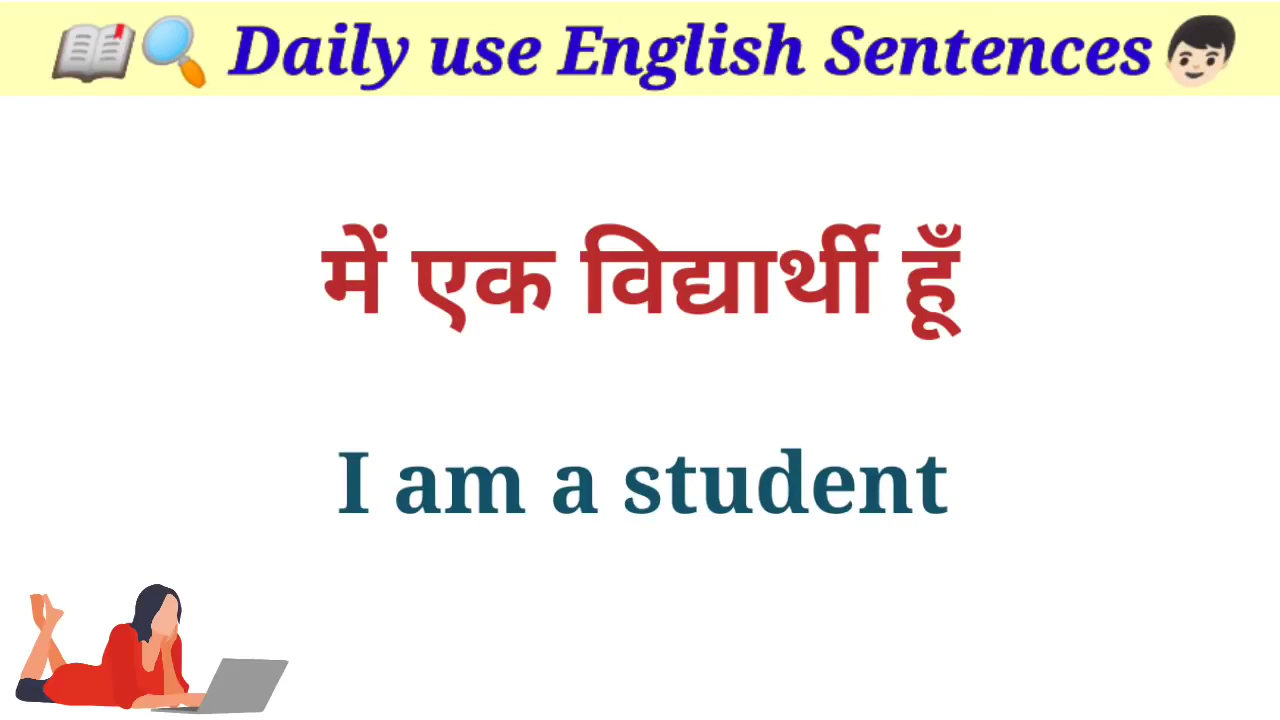 Daily use English Sentences
में एक विद्यार्थी हूँ
I am a student